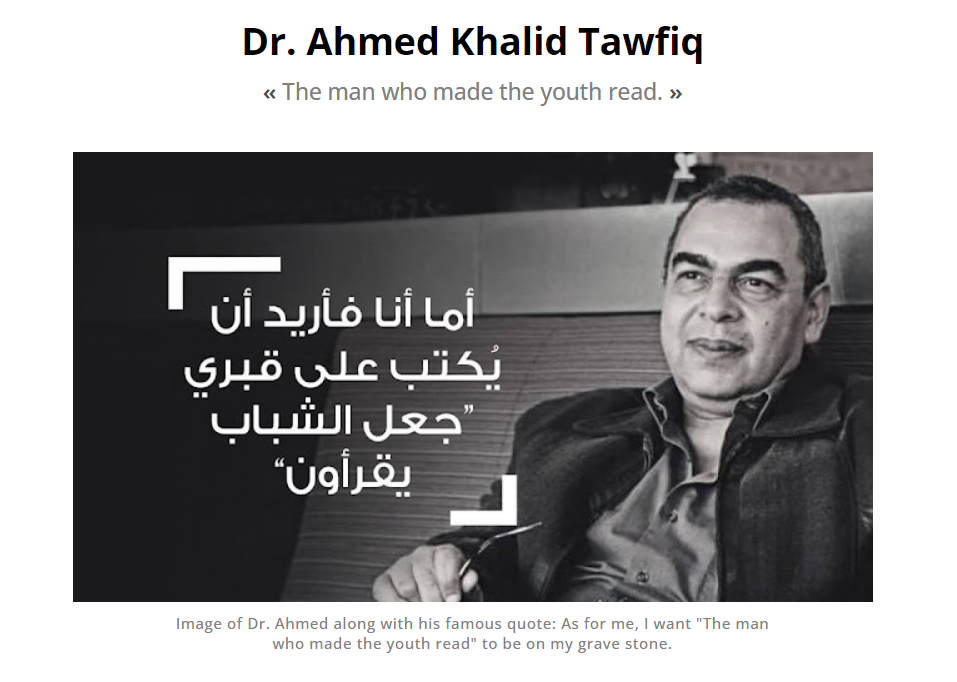 Dr. Ahmed Khalid Tawfiq
« The man who made the youth read. »
أما أنا فأريد أن
يُكتب على قبري
”جعل الشباب
يقرأون“
Image of Dr. Ahmed along with his famous quote: As for me, I want "The man
who made the youth read" to be on my grave stone.